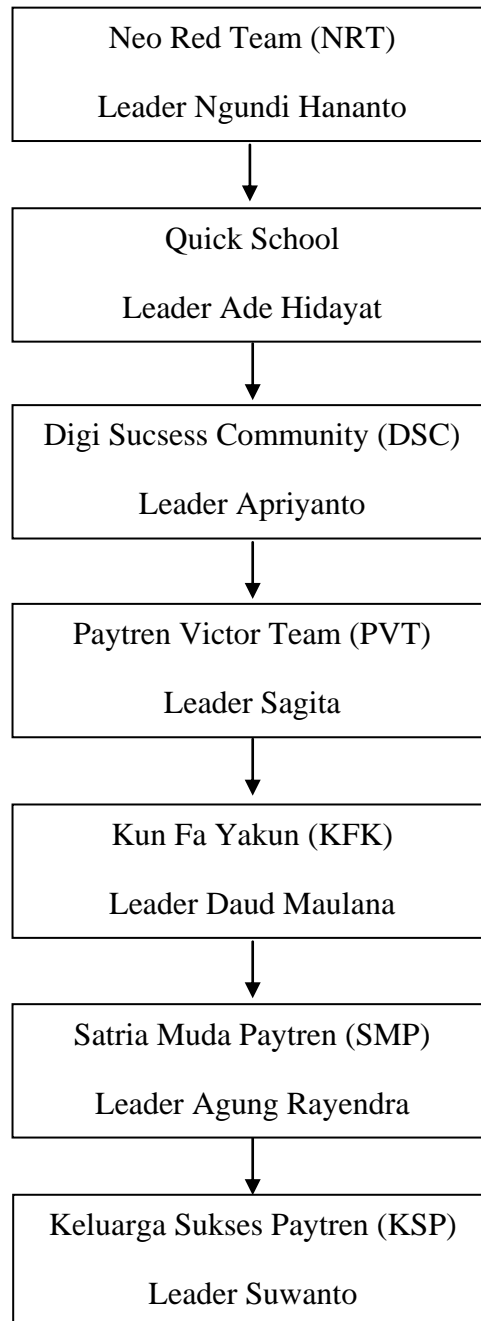 Neo Red Team (NRT)
Leader Ngundi Hananto
Quick School
Leader Ade Hidayat
Digi Sucsess Community (DSC)
Leader Apriyanto
Paytren Victor Team (PVT)
Leader Sagita
Kun Fa Yakun (KFK)
Leader Daud Maulana
Satria Muda Paytren (SMP)
Leader Agung Rayendra
Keluarga Sukses Paytren (KSP)
Leader Suwanto